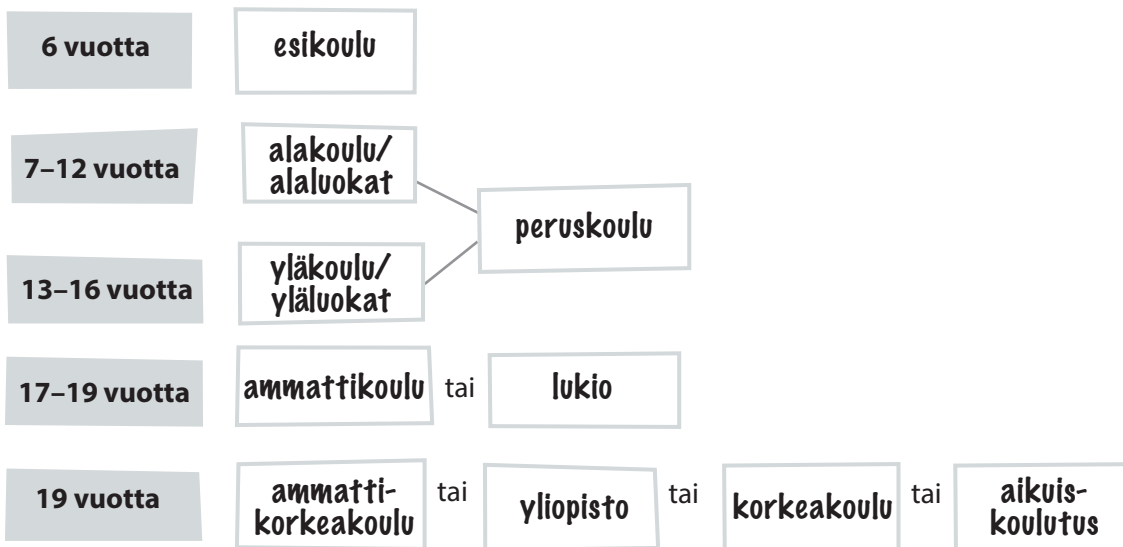 6 vuotta esikoulu
7–12 vuotta alakoulu/
alaluokat
peruskoulu
13–16 vuotta yläkoulu/
yläluokat
17–19 vuotta ammattikoulu tai lukio
19 vuotta ammatti-
korkeakoulu tai yliopisto tai korkeakoulu tai aikuis-
koulutus